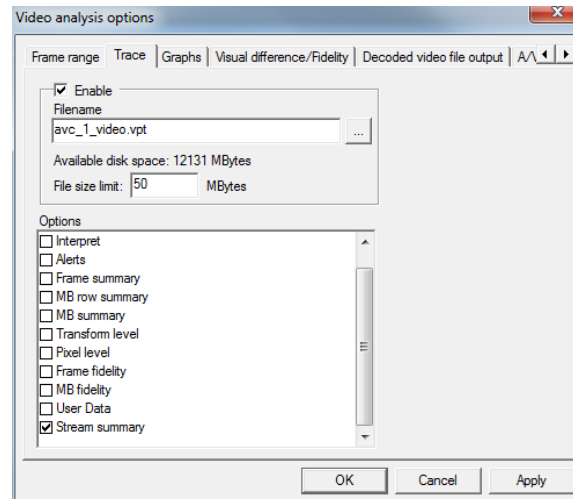 Video analysis options
Frame range Trace Graphs Visual difference/Fidelity Decoded video file output
Enable
Filename
avc_1_video.vpt
...
Available disk space: 12131 MBytes
File size limit: 50 MBytes
Options
Interpret
Alerts
Frame summary
MB row summary
MB summary
Transform level
Pixel level
Frame fidelity
MB fidelity
User Data
Stream summary
OK Cancel Apply